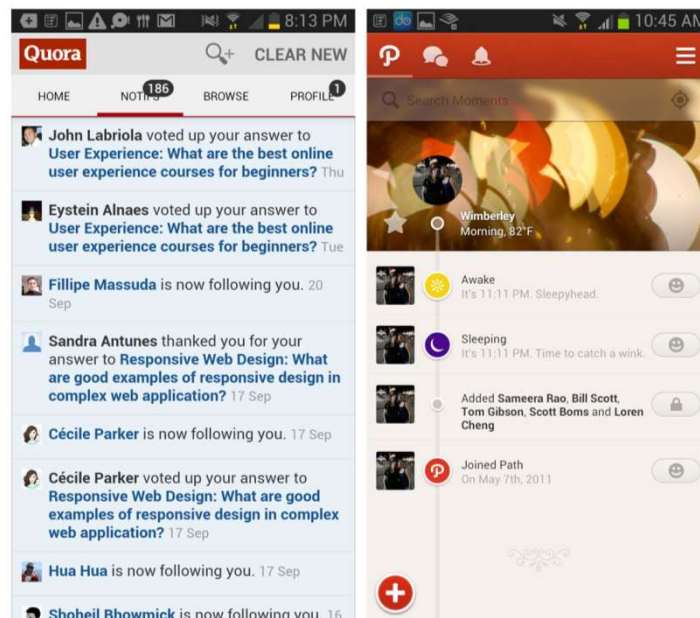 8:13 PM
Quora
CLEAR NEW
HOME
NOTIFS
186
BROWSE
PROFILE
1
John Labriola voted up your answer to
User Experience: What are the best online
user experience courses for beginners? Thu
Eystein Alnaes voted up your answer to
User Experience: What are the best online
user experience courses for beginners? Tue
Fillipe Massuda is now following you. 20
Sep
Sandra Antunes thanked you for your
answer to Responsive Web Design: What
are good examples of responsive design in
complex web application? 17 Sep
Cécile Parker is now following you. 17 Sep
Cécile Parker voted up your answer to
Responsive Web Design: What are good
examples of responsive design in complex
web application? 17 Sep
Hua Hua is now following you. 17 Sep
Shoheil Bhowmick is now following you. 16
do
10:45 AM
Search Moments
Wimberley
Morning, 82°F
Awake
It's 11:11 PM. Sleepyhead.
Sleeping
It's 11:11 PM. Time to catch a wink.
Added Sameera Rao, Bill Scott,
Tom Gibson, Scott Boms and Loren
Cheng
Joined Path
On May 7th, 2011